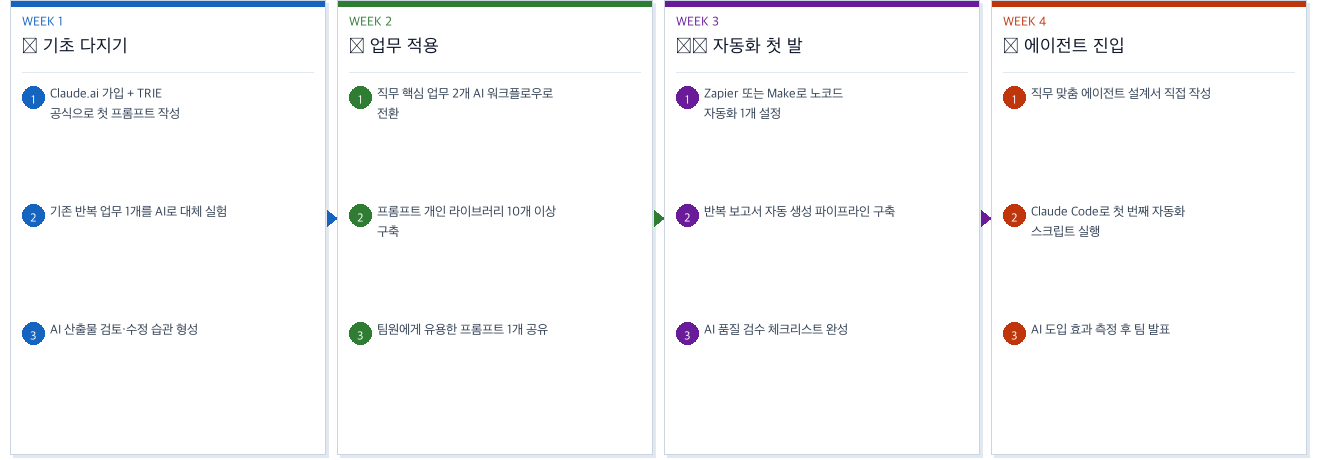 WEEK 1
기초 다지기
1
Claude.ai 가입 + TRIE
공식으로 첫 프롬프트 작성
2
기존 반복 업무 1개를 AI로 대체 실험
3
AI 산출물 검토·수정 습관 형성
WEEK 2
업무 적용
1
직무 핵심 업무 2개 AI 워크플로우로
전환
2
프롬프트 개인 라이브러리 10개 이상
구축
3
팀원에게 유용한 프롬프트 1개 공유
WEEK 3
자동화 첫 발
1
Zapier 또는 Make로 노코드
자동화 1개 설정
2
반복 보고서 자동 생성 파이프라인 구축
3
AI 품질 검수 체크리스트 완성
WEEK 4
에이전트 진입
1
직무 맞춤 에이전트 설계서 직접 작성
2
Claude Code로 첫 번째 자동화
스크립트 실행
3
AI 도입 효과 측정 후 팀 발표